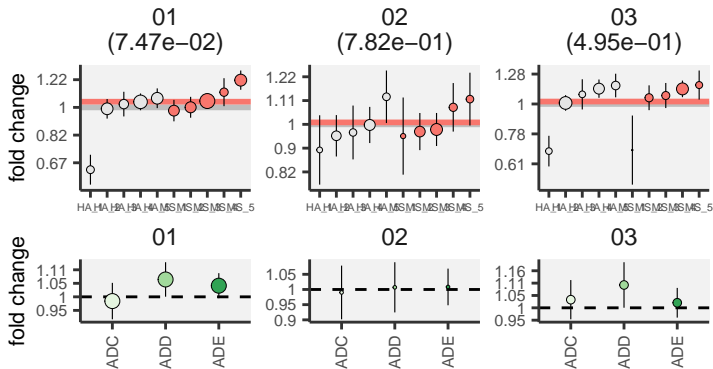 01 02 03
(7.47e−02) (7.82e−01) (4.95e−01)
fold change
1.22 1 0.82 0.67
1.22 1.11 1 0.9 0.82
1.28 1 0.78 0.61
01 02 03
fold change
1.11 1.05 1 0.95
1.05 1 0.95 0.9
1.16 1.11 1.05 1 0.95
ADC ADD ADE
ADC ADD ADE
ADC ADD ADE